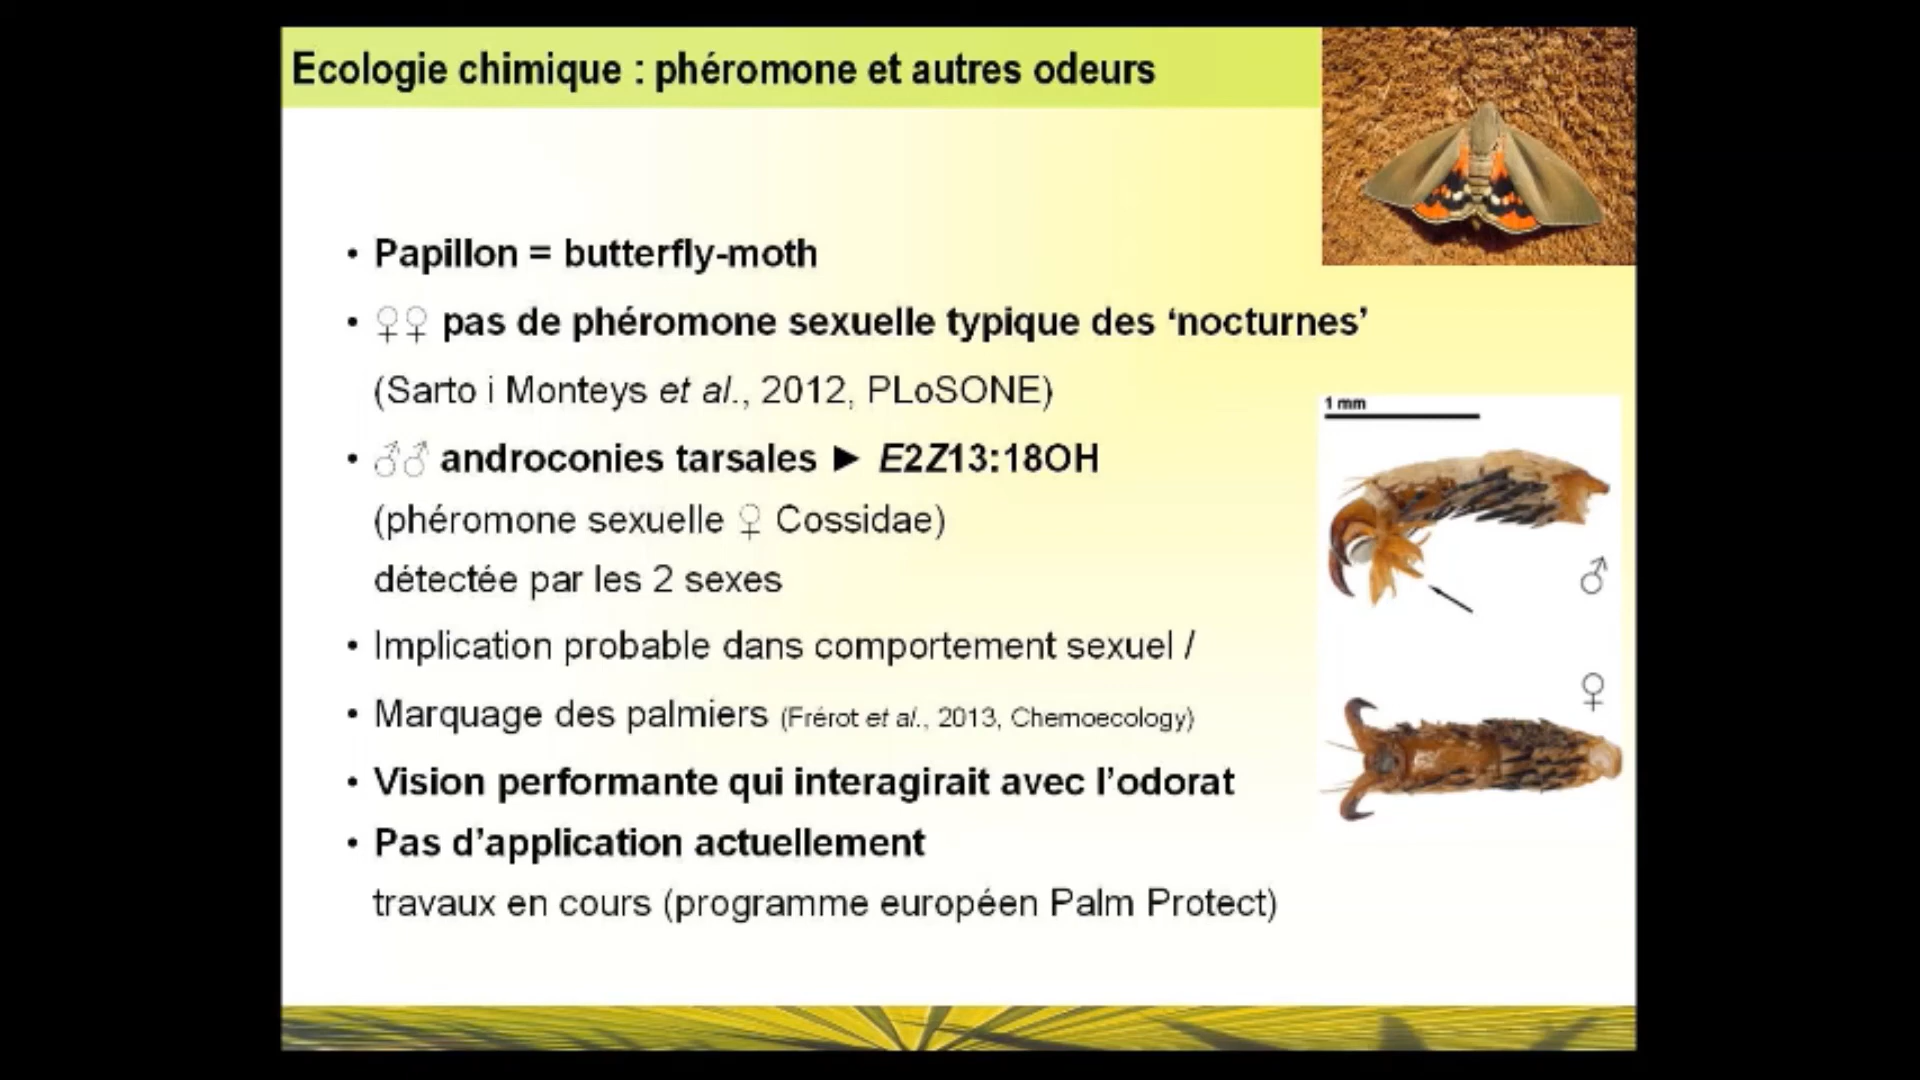 Ecologie chimique : phéromone et autres odeurs
• Papillon = butterfly-moth
• ♀♀ pas de phéromone sexuelle typique des ‘nocturnes’
(Sarto i Monteys et al., 2012, PLoSONE)
• ♂♂ androconies tarsales ► E2Z13:18OH
(phéromone sexuelle ♀ Cossidae)
détectée par les 2 sexes
• Implication probable dans comportement sexuel /
• Marquage des palmiers (Frérot et al., 2013, Chemoecology)
• Vision performante qui interagirait avec l’odorat
• Pas d’application actuellement
travaux en cours (programme européen Palm Protect)
1 mm
♂
♀